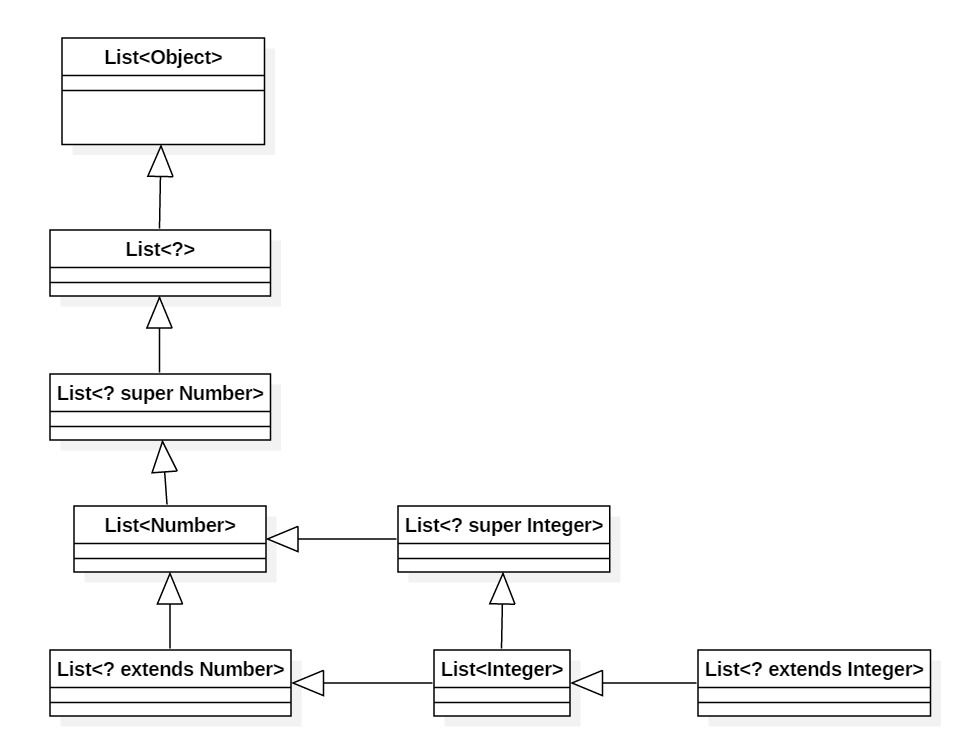 List<Object>
List<?>
List<? super Number>
List<Number>
List<? super Integer>
List<? extends Number>
List<Integer>
List<? extends Integer>